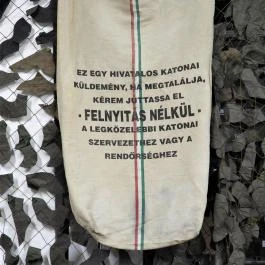 EZ EGY HIVATALOS KATONAI
KÜLDEMÉNY, HA MEGTALÁLJA,
KÉREM JUTTASSA EL
· FELNYITÁS NÉLKÜL ·
A LEGKÖZELEBBI KATONAI
SZERVEZETHEZ VAGY A
RENDŐRSÉGHEZ